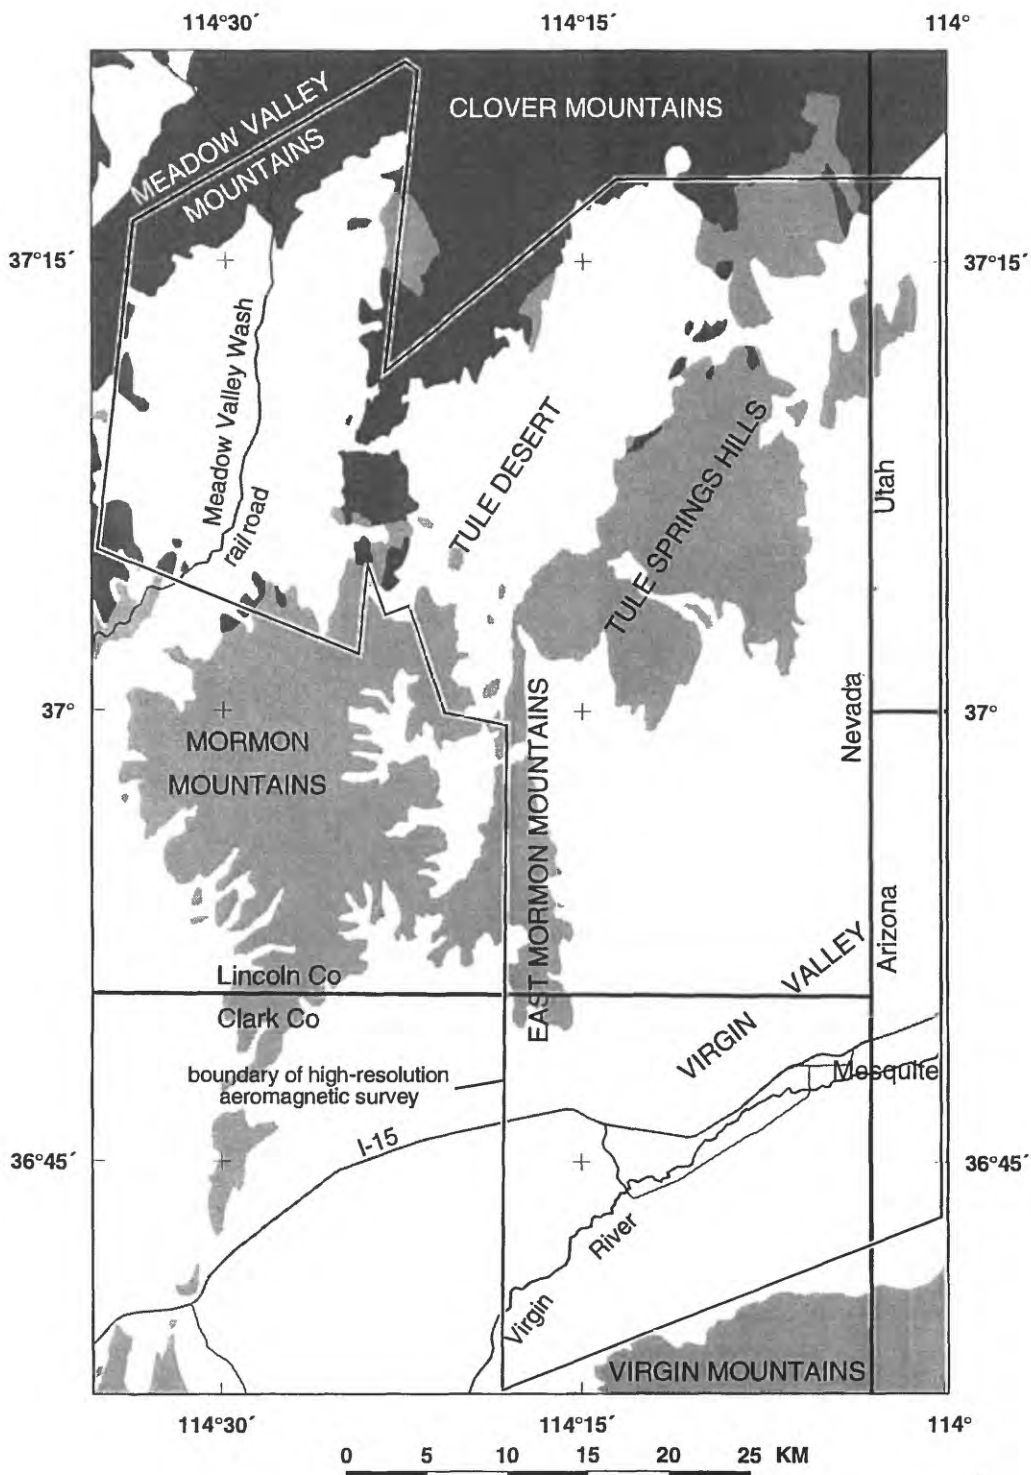 114°30´ 114°15´ 114°
CLOVER MOUNTAINS
MEADOW VALLEY
MOUNTAINS
37°15´ 37°15´
Meadow Valley Wash
railroad
TULE DESERT
TULE SPRINGS HILLS
Utah
Nevada
Arizona
37° 37°
MORMON
MOUNTAINS
EAST MORMON MOUNTAINS
Lincoln Co
Clark Co
VIRGIN VALLEY
boundary of high-resolution
aeromagnetic survey
Mesquite
I-15
36°45´ 36°45´
Virgin River
VIRGIN MOUNTAINS
114°30´ 114°15´ 114°
0 5 10 15 20 25 KM